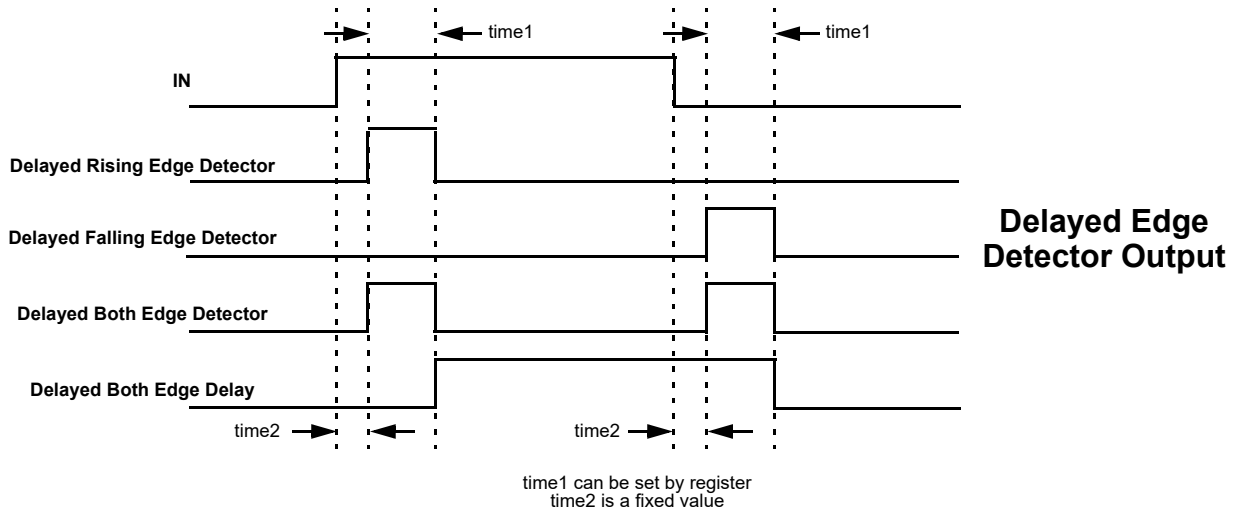 time1
time1
IN
Delayed Rising Edge Detector
Delayed Falling Edge Detector
Delayed Edge
Detector Output
Delayed Both Edge Detector
Delayed Both Edge Delay
time2
time2
time1 can be set by register
time2 is a fixed value